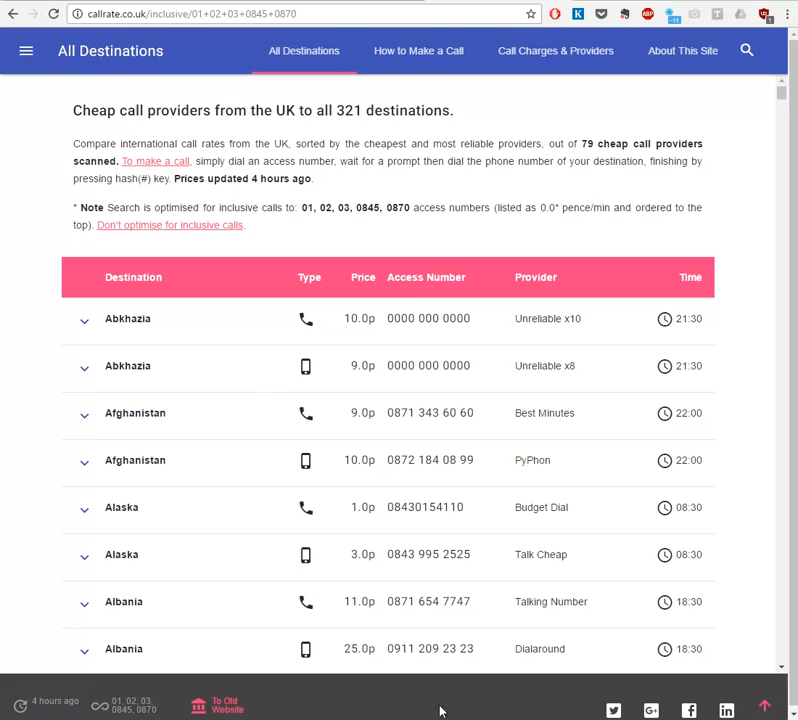 callrate.co.uk/inclusive/01+02+03+0845+0870
-11
1
All Destinations
All Destinations How to Make a Call Call Charges & Providers About This Site
Cheap call providers from the UK to all 321 destinations.
Compare international call rates from the UK, sorted by the cheapest and most reliable providers, out of 79 cheap call providers
scanned. To make a call, simply dial an access number, wait for a prompt then dial the phone number of your destination, finishing by
pressing hash(#) key. Prices updated 4 hours ago.
* Note Search is optimised for inclusive calls to: 01, 02, 03, 0845, 0870 access numbers (listed as 0.0* pence/min and ordered to the
top). Don't optimise for inclusive calls.
Destination Type Price Access Number Provider Time
Abkhazia 10.0p 0000 000 0000 Unreliable x10 21:30
Abkhazia 9.0p 0000 000 0000 Unreliable x8 21:30
Afghanistan 9.0p 0871 343 60 60 Best Minutes 22:00
Afghanistan 10.0p 0872 184 08 99 PyPhon 22:00
Alaska 1.0p 08430154110 Budget Dial 08:30
Alaska 3.0p 0843 995 2525 Talk Cheap 08:30
Albania 11.0p 0871 654 7747 Talking Number 18:30
Albania 25.0p 0911 209 23 23 Dialaround 18:30
4 hours ago
01, 02, 03,
0845, 0870
To Old
Website